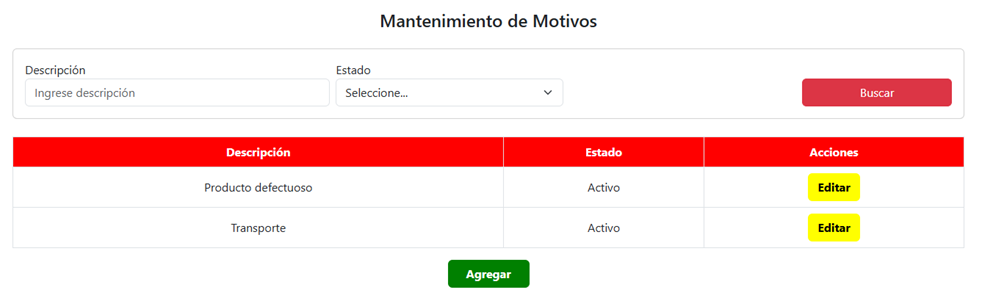 Mantenimiento de Motivos
Descripción Estado
Ingrese descripción Seleccione... Buscar
Descripción Estado Acciones
Producto defectuoso Activo Editar
Transporte Activo Editar
Agregar